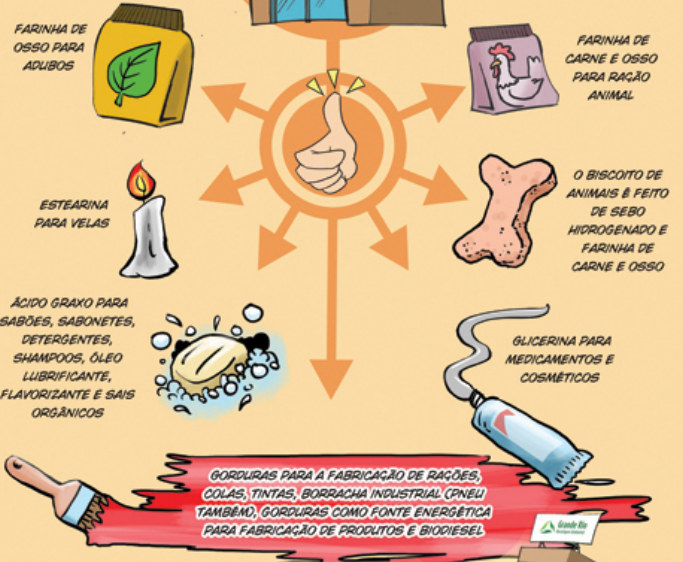 FARINHA DE
OSSO PARA
ADUBOS
FARINHA DE
CARNE E OSSO
PARA RAÇÃO
ANIMAL
ESTEARINA
PARA VELAS
O BISCOITO DE
ANIMAIS É FEITO
DE SEBO
HIDROGENADO E
FARINHA DE
CARNE E OSSO
ÁCIDO GRAXO PARA
SABÕES, SABONETES,
DETERGENTES,
SHAMPOOS, ÓLEO
LUBRIFICANTE,
FLAVORIZANTE E SAIS
ORGÂNICOS
GLICERINA PARA
MEDICAMENTOS E
COSMÉTICOS
GORDURAS PARA A FABRICAÇÃO DE RAÇÕES,
COLAS, TINTAS, BORRACHA INDUSTRIAL (PNEU
TAMBÉM), GORDURAS COMO FONTE ENERGÉTICA
PARA FABRICAÇÃO DE PRODUTOS E BIODIESEL
Grande Rio